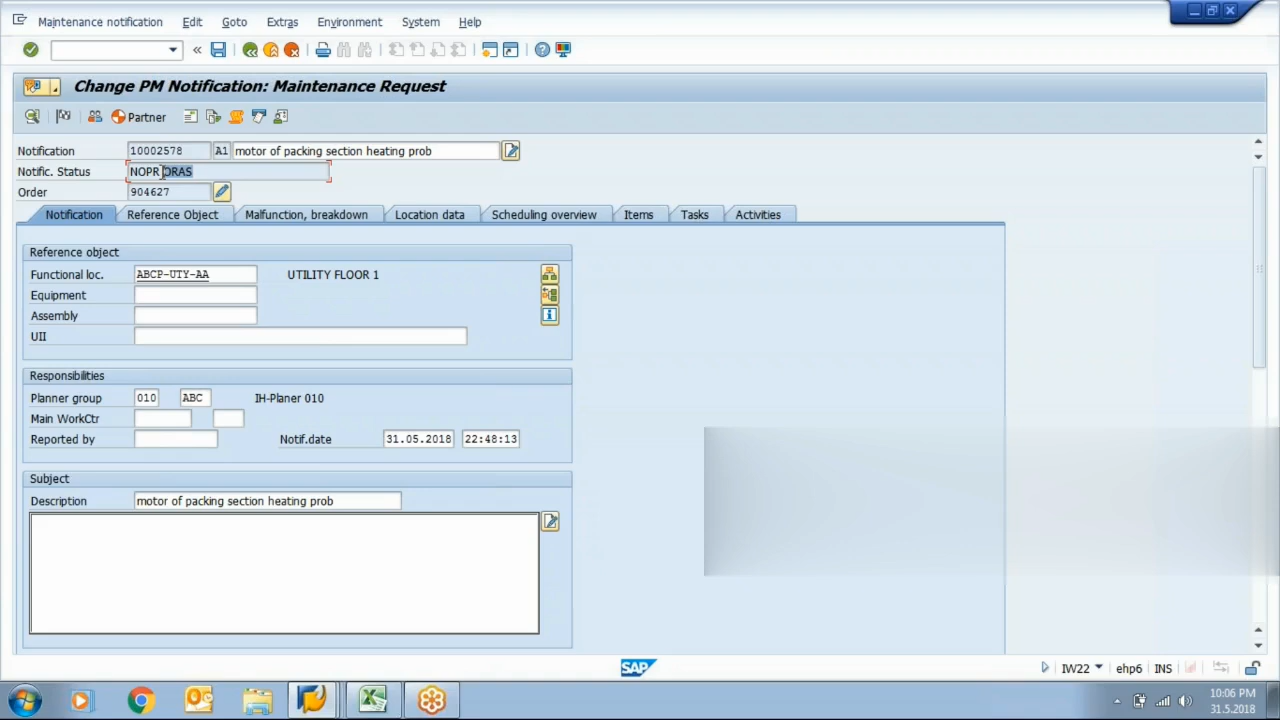 Maintenance notification Edit Goto Extras Environment System Help
Change PM Notification: Maintenance Request
Partner
Notification 10002578 A1 motor of packing section heating prob
Notific. Status NOPR ORAS
Order 904627
Notification Reference Object Malfunction, breakdown Location data Scheduling overview Items Tasks Activities
Reference object
Functional loc. ABCP-UTY-AA UTILITY FLOOR 1
Equipment
Assembly
UII
Responsibilities
Planner group 010 ABC IH-Planer 010
Main WorkCtr
Reported by Notif.date 31.05.2018 22:48:13
Subject
Description motor of packing section heating prob
SAP IW22 ehp6 INS
10:06 PM
31.5.2018